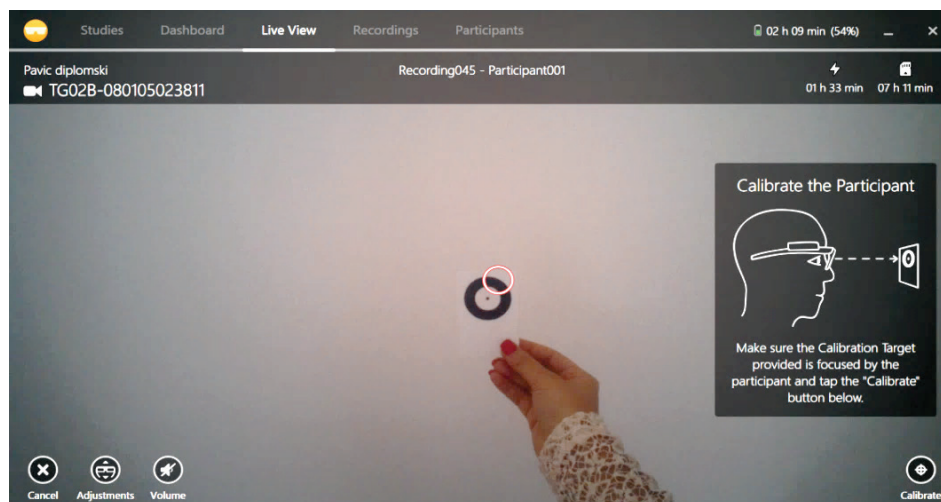 Studies Dashboard Live View Recordings Participants 02 h 09 min (54%)
Pavic diplomski Recording045 - Participant001
TG02B-080105023811 01 h 33 min 07 h 11 min
Calibrate the Participant
Make sure the Calibration Target
provided is focused by the
participant and tap the "Calibrate"
button below.
Cancel Adjustments Volume Calibrate